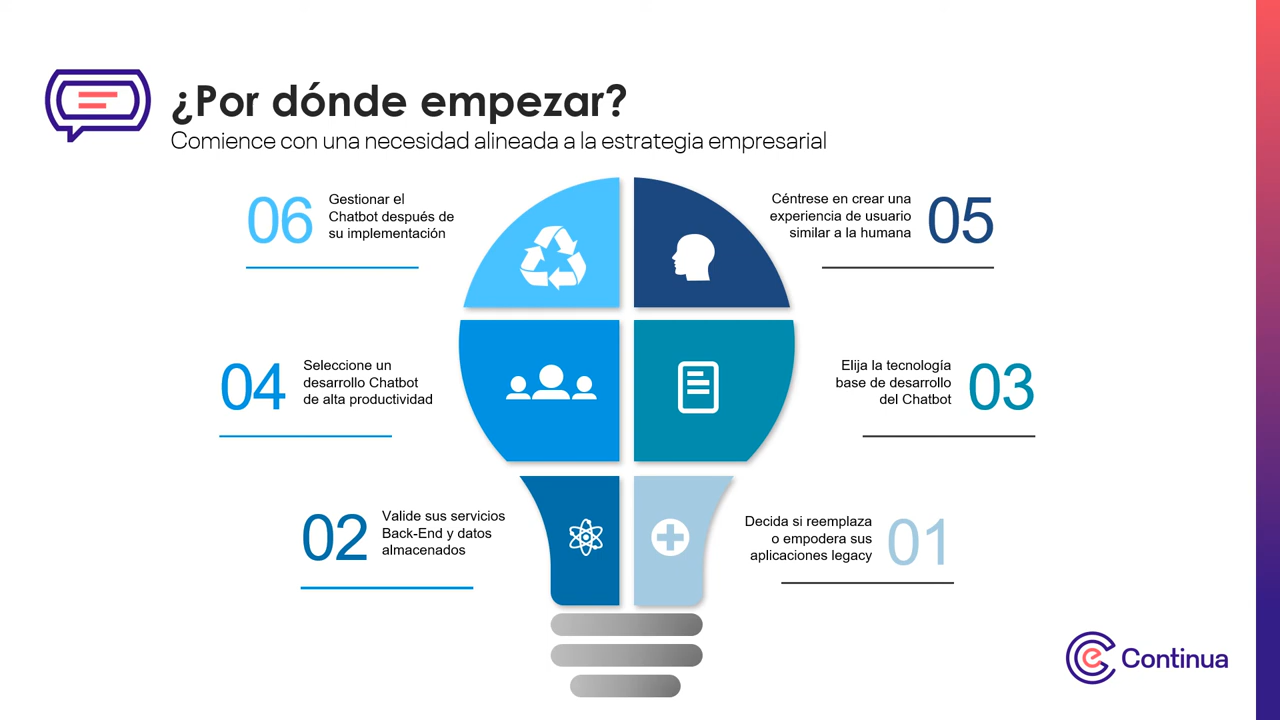 ¿Por dónde empezar?
Comience con una necesidad alineada a la estrategia empresarial
06
Gestionar el
Chatbot después de
su implementación
Céntrese en crear una
experiencia de usuario
similar a la humana
05
04
Seleccione un
desarrollo Chatbot
de alta productividad
Elija la tecnología
base de desarrollo
del Chatbot
03
02
Valide sus servicios
Back-End y datos
almacenados
Decida si reemplaza
o empodera sus
aplicaciones legacy
01
Continua